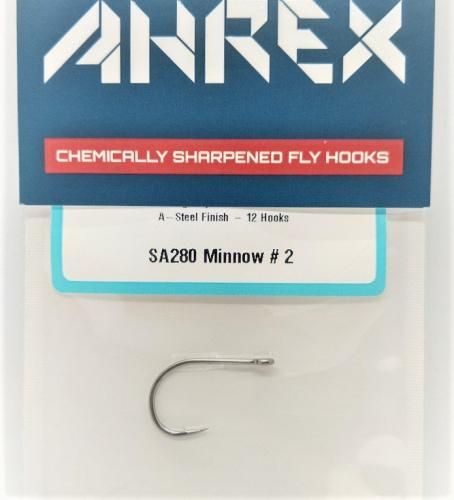 AHREX
CHEMICALLY SHARPENED FLY HOOKS
A-Steel Finish - 12 Hooks
SA280 Minnow # 2